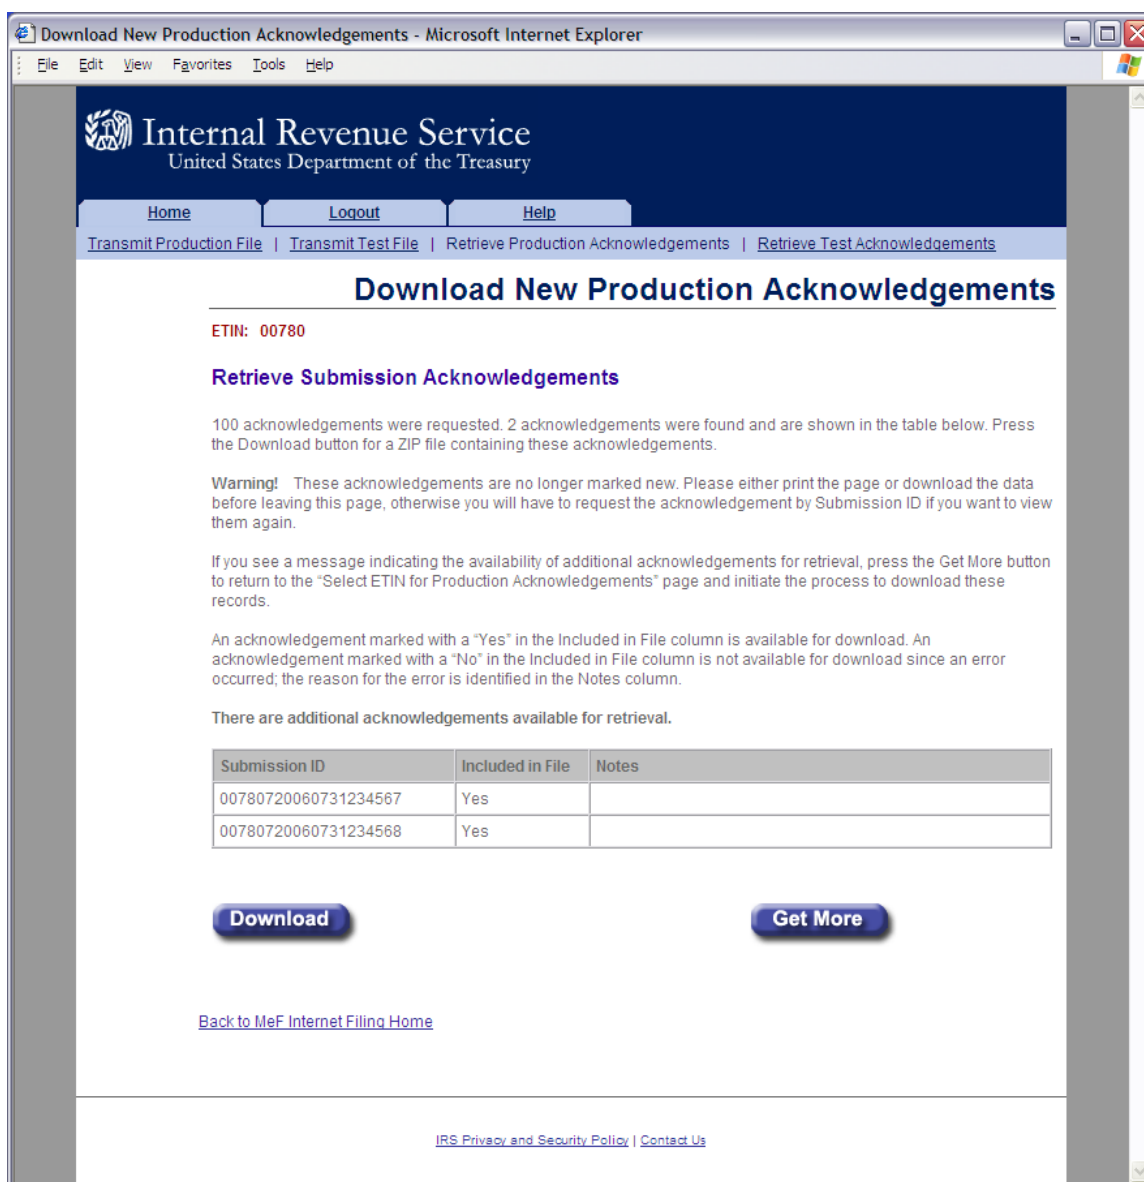 Download New Production Acknowledgements - Microsoft Internet Explorer
File Edit View Favorites Tools Help
Internal Revenue Service
United States Department of the Treasury
Home Logout Help
Transmit Production File | Transmit Test File | Retrieve Production Acknowledgements | Retrieve Test Acknowledgements
Download New Production Acknowledgements
ETIN: 00780
Retrieve Submission Acknowledgements
100 acknowledgements were requested. 2 acknowledgements were found and are shown in the table below. Press
the Download button for a ZIP file containing these acknowledgements.
Warning! These acknowledgements are no longer marked new. Please either print the page or download the data
before leaving this page, otherwise you will have to request the acknowledgement by Submission ID if you want to view
them again.
If you see a message indicating the availability of additional acknowledgements for retrieval, press the Get More button
to return to the “Select ETIN for Production Acknowledgements” page and initiate the process to download these
records.
An acknowledgement marked with a “Yes” in the Included in File column is available for download. An
acknowledgement marked with a “No” in the Included in File column is not available for download since an error
occurred; the reason for the error is identified in the Notes column.
There are additional acknowledgements available for retrieval.
Submission ID Included in File Notes
00780720060731234567 Yes
00780720060731234568 Yes
Download Get More
Back to MeF Internet Filing Home
IRS Privacy and Security Policy | Contact Us